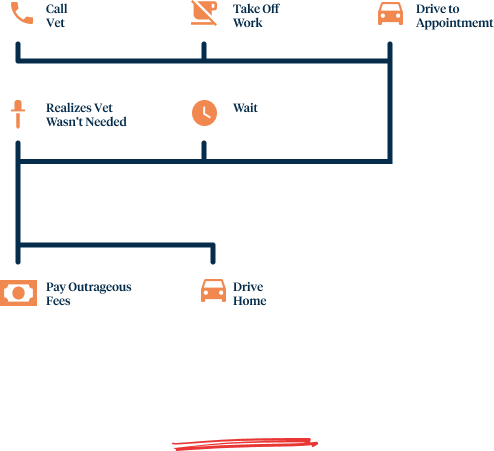 Call
Vet
Take Off
Work
Drive to
Appointmemt
Realizes Vet
Wasn't Needed
Wait
Pay Outrageous
Fees
Drive
Home